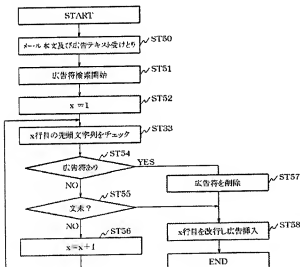 START
メール本文及び広告テキスト受けとり
ST50
広告符検索開始
ST51
x=1
ST52
x行目の先頭文字列をチェック
ST33
広告符あり
ST54
YES
NO
広告符を削除
ST57
文末?
ST55
NO
x行目を改行し広告挿入
ST58
x=x+1
ST56
END